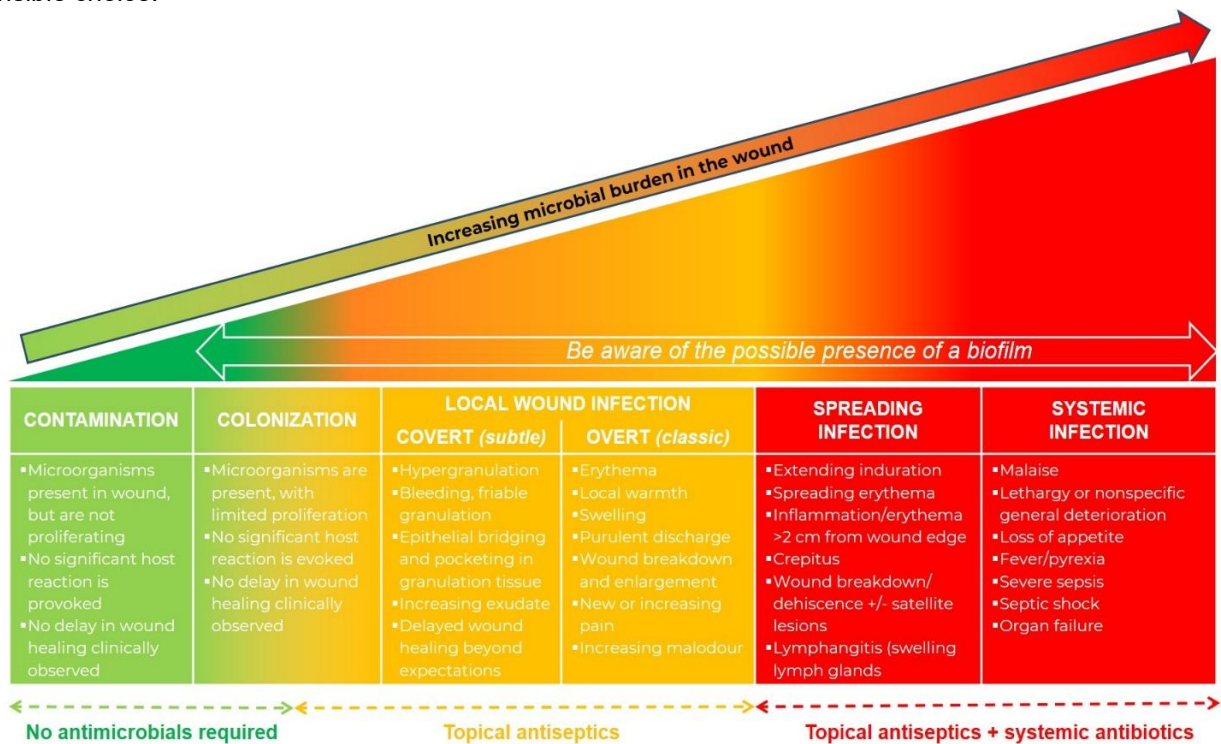 Increasing microbial burden in the wound
Be aware of the possible presence of a biofilm
CONTAMINATION
▪Microorganisms
present in wound,
but are not
proliferating
▪No significant host
reaction is
provoked
▪No delay in wound
healing clinically
observed
COLONIZATION
▪Microorganisms are
present, with
limited proliferation
▪No significant host
reaction is evoked
▪No delay in wound
healing clinically
observed
LOCAL WOUND INFECTION
COVERT (subtle)
▪Hypergranulation
▪Bleeding, friable
granulation
▪Epithelial bridging
and pocketing in
granulation tissue
▪Increasing exudate
▪Delayed wound
healing beyond
expectations
OVERT (classic)
▪Erythema
▪Local warmth
▪Swelling
▪Purulent discharge
▪Wound breakdown
and enlargement
▪New or increasing
pain
▪Increasing malodour
SPREADING
INFECTION
▪Extending induration
▪Spreading erythema
▪Inflammation/erythema
>2 cm from wound edge
▪Crepitus
▪Wound breakdown/
dehiscence +/- satellite
lesions
▪Lymphangitis (swelling
lymph glands
SYSTEMIC
INFECTION
▪Malaise
▪Lethargy or nonspecific
general deterioration
▪Loss of appetite
▪Fever/pyrexia
▪Severe sepsis
▪Septic shock
▪Organ failure
No antimicrobials required
Topical antiseptics
Topical antiseptics + systemic antibiotics